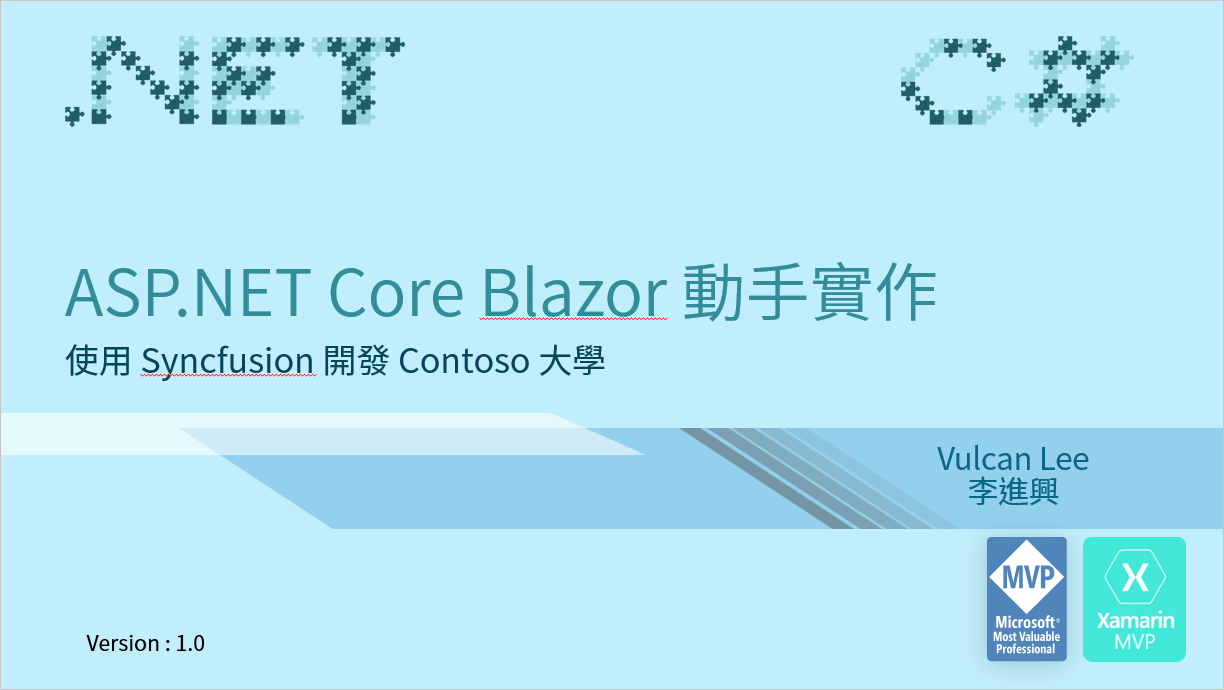 .NET C#
ASP.NET Core Blazor 動手實作
使用 Syncfusion 開發 Contoso 大學
Vulcan Lee
李進興
MVP
Microsoft®
Most Valuable
Professional
X
Xamarin
MVP
Version : 1.0